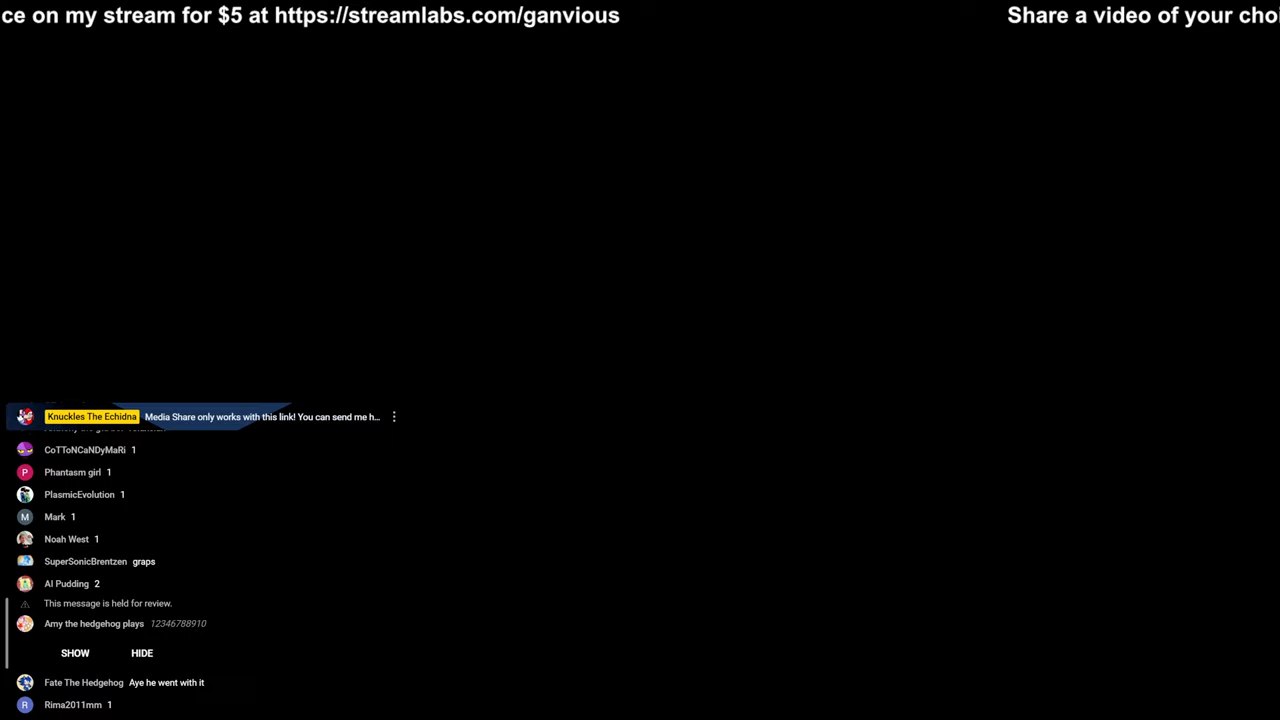 ce on my stream for $5 at https://streamlabs.com/ganvious
Share a video of your choi
Knuckles The Echidna Media Share only works with this link! You can send me h...
CoTToNCaNDyMaRi 1
P Phantasm girl 1
PlasmicEvolution 1
M Mark 1
Noah West 1
SuperSonicBrentzen graps
AI Pudding 2
This message is held for review.
Amy the hedgehog plays 12346788910
SHOW HIDE
Fate The Hedgehog Aye he went with it
R Rima2011mm 1